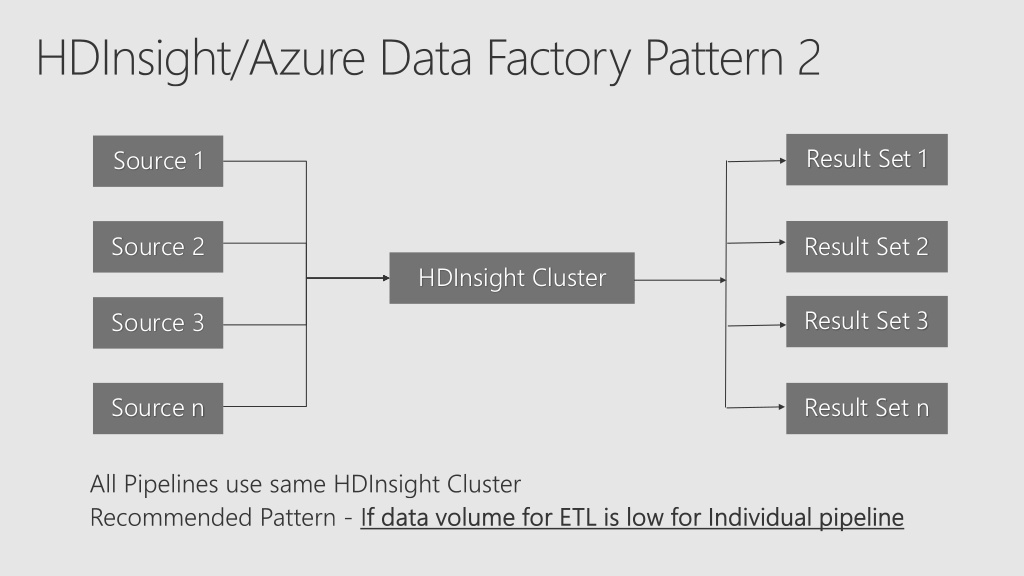 HDInsight/Azure Data Factory Pattern 2
Source 1
Source 2
Source 3
Source n
HDInsight Cluster
Result Set 1
Result Set 2
Result Set 3
Result Set n
All Pipelines use same HDInsight Cluster
Recommended Pattern - If data volume for ETL is low for Individual pipeline